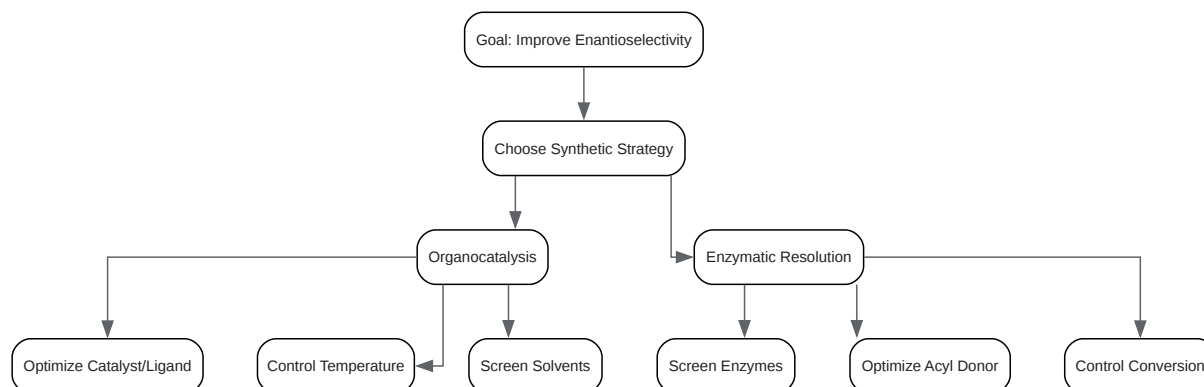 Goal: Improve Enantioselectivity
Choose Synthetic Strategy
Organocatalysis
Enzymatic Resolution
Optimize Catalyst/Ligand
Control Temperature
Screen Solvents
Screen Enzymes
Optimize Acyl Donor
Control Conversion